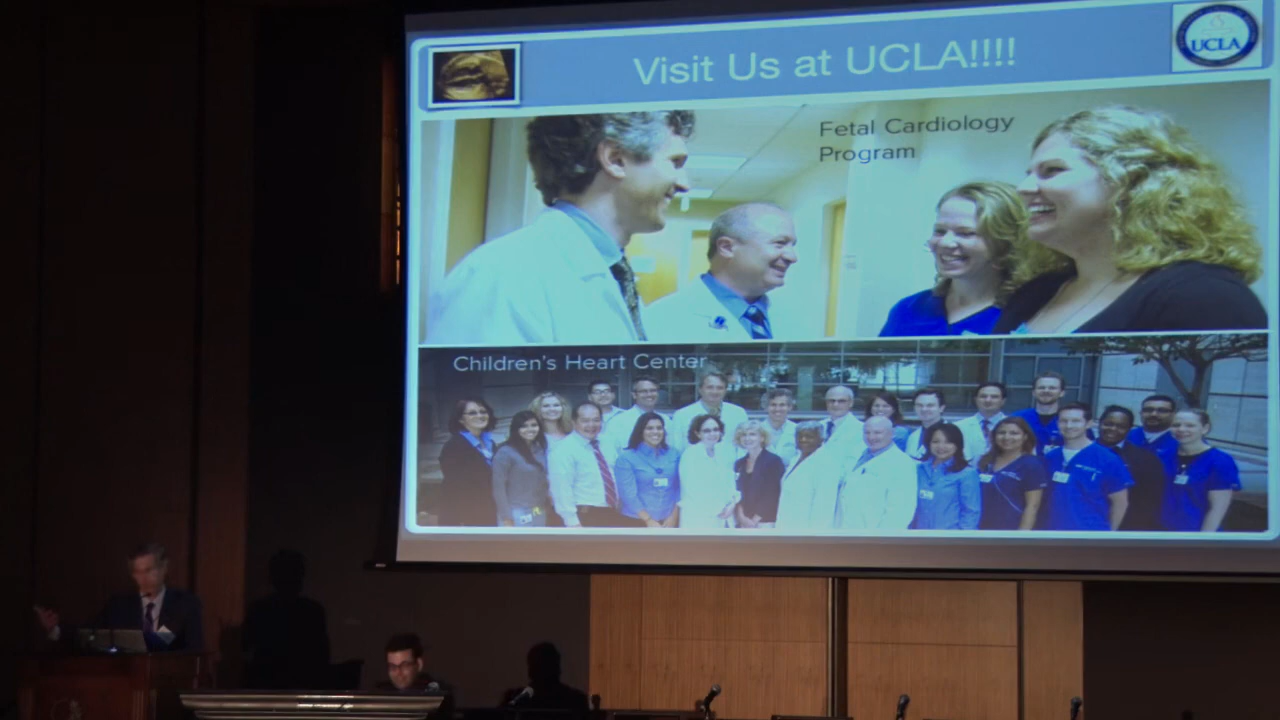 Visit Us at UCLA!!!!
UCLA
Fetal Cardiology
Program
Children's Heart Center